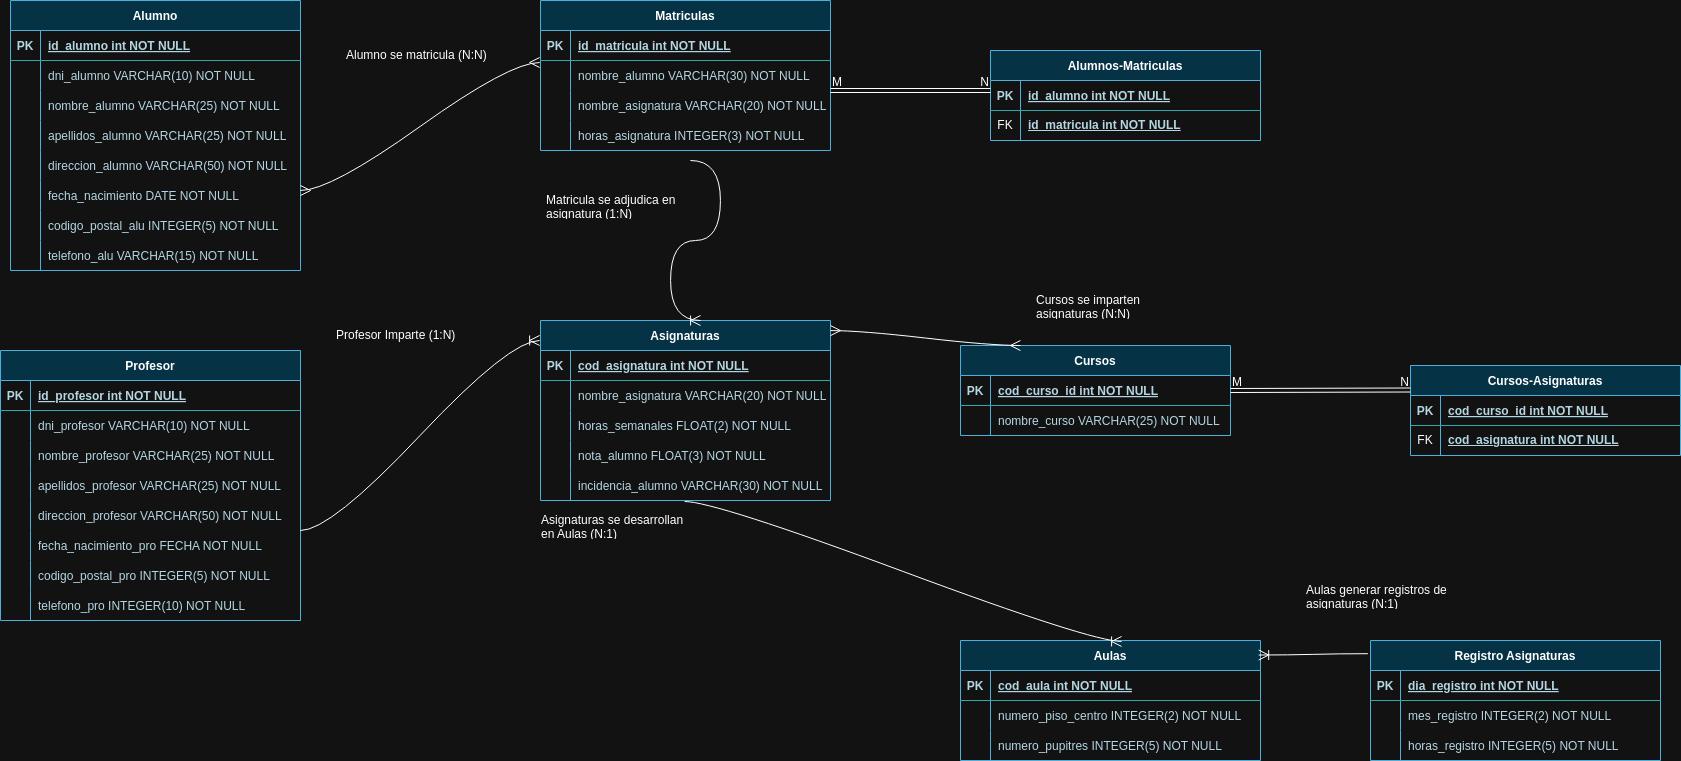 Alumno
PK id_alumno int NOT NULL
dni_alumno VARCHAR(10) NOT NULL
nombre_alumno VARCHAR(25) NOT NULL
apellidos_alumno VARCHAR(25) NOT NULL
direccion_alumno VARCHAR(50) NOT NULL
fecha_nacimiento DATE NOT NULL
codigo_postal_alu INTEGER(5) NOT NULL
telefono_alu VARCHAR(15) NOT NULL
Alumno se matricula (N:N)
Matriculas
PK id_matricula int NOT NULL
nombre_alumno VARCHAR(30) NOT NULL
nombre_asignatura VARCHAR(20) NOT NULL
horas_asignatura INTEGER(3) NOT NULL
M
N
Alumnos-Matriculas
PK id_alumno int NOT NULL
FK id_matricula int NOT NULL
Matricula se adjudica en
asignatura (1:N)
Profesor Imparte (1:N)
Profesor
PK id_profesor int NOT NULL
dni_profesor VARCHAR(10) NOT NULL
nombre_profesor VARCHAR(25) NOT NULL
apellidos_profesor VARCHAR(25) NOT NULL
direccion_profesor VARCHAR(50) NOT NULL
fecha_nacimiento_pro FECHA NOT NULL
codigo_postal_pro INTEGER(5) NOT NULL
telefono_pro INTEGER(10) NOT NULL
Asignaturas
PK cod_asignatura int NOT NULL
nombre_asignatura VARCHAR(20) NOT NULL
horas_semanales FLOAT(2) NOT NULL
nota_alumno FLOAT(3) NOT NULL
incidencia_alumno VARCHAR(30) NOT NULL
Cursos se imparten
asignaturas (N:N)
Cursos
PK cod_curso_id int NOT NULL
nombre_curso VARCHAR(25) NOT NULL
M
N
Cursos-Asignaturas
PK cod_curso_id int NOT NULL
FK cod_asignatura int NOT NULL
Asignaturas se desarrollan
en Aulas (N:1)
Aulas generar registros de
asignaturas (N:1)
Aulas
PK cod_aula int NOT NULL
numero_piso_centro INTEGER(2) NOT NULL
numero_pupitres INTEGER(5) NOT NULL
Registro Asignaturas
PK dia_registro int NOT NULL
mes_registro INTEGER(2) NOT NULL
horas_registro INTEGER(5) NOT NULL